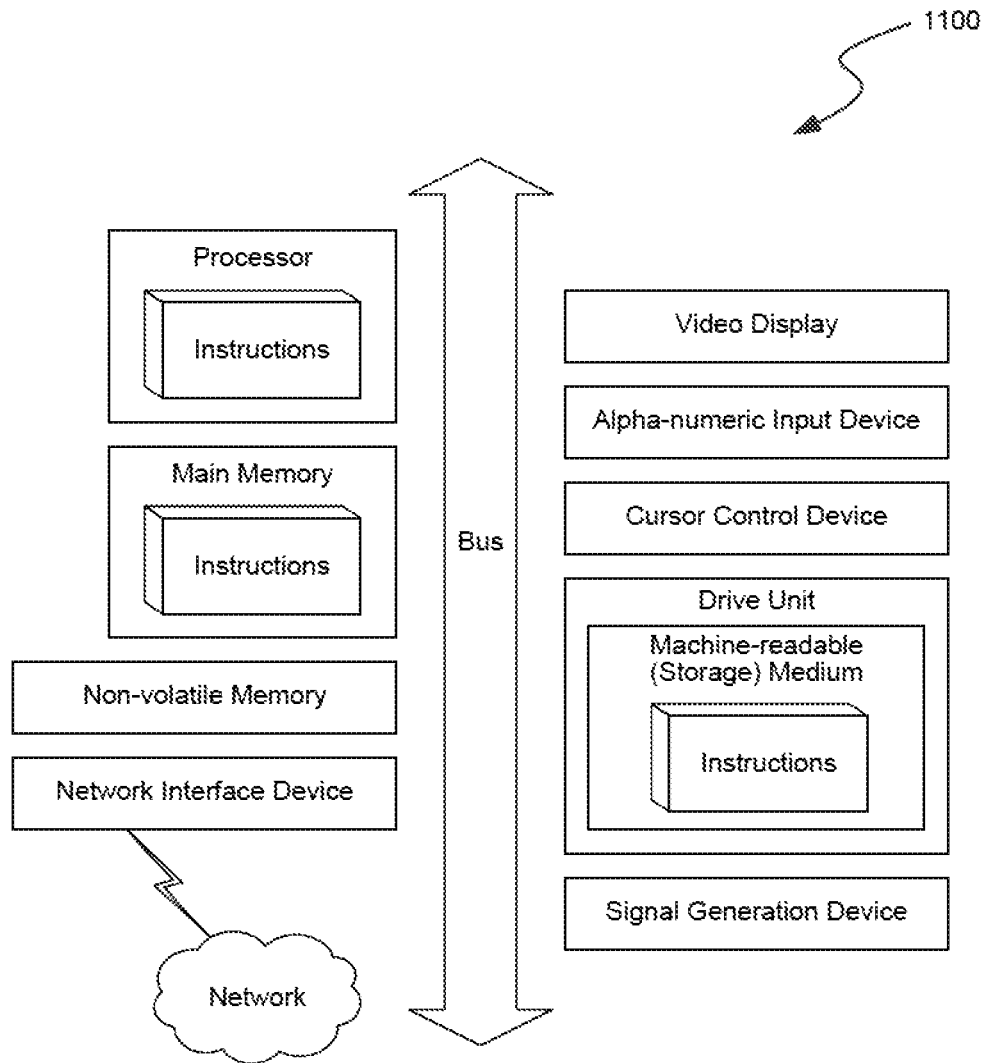 1100
Processor
Instructions
Main Memory
Instructions
Non-volatile Memory
Network Interface Device
Network
Bus
Video Display
Alpha-numeric Input Device
Cursor Control Device
Drive Unit
Machine-readable
(Storage) Medium
Instructions
Signal Generation Device